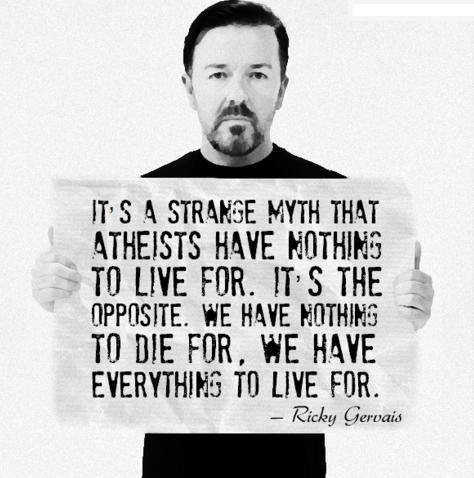 IT'S A STRANGE MYTH THAT
ATHEISTS HAVE NOTHING
TO LIVE FOR. IT'S THE
OPPOSITE. WE HAVE NOTHING
TO DIE FOR, WE HAVE
EVERYTHING TO LIVE FOR.
— Ricky Gervais